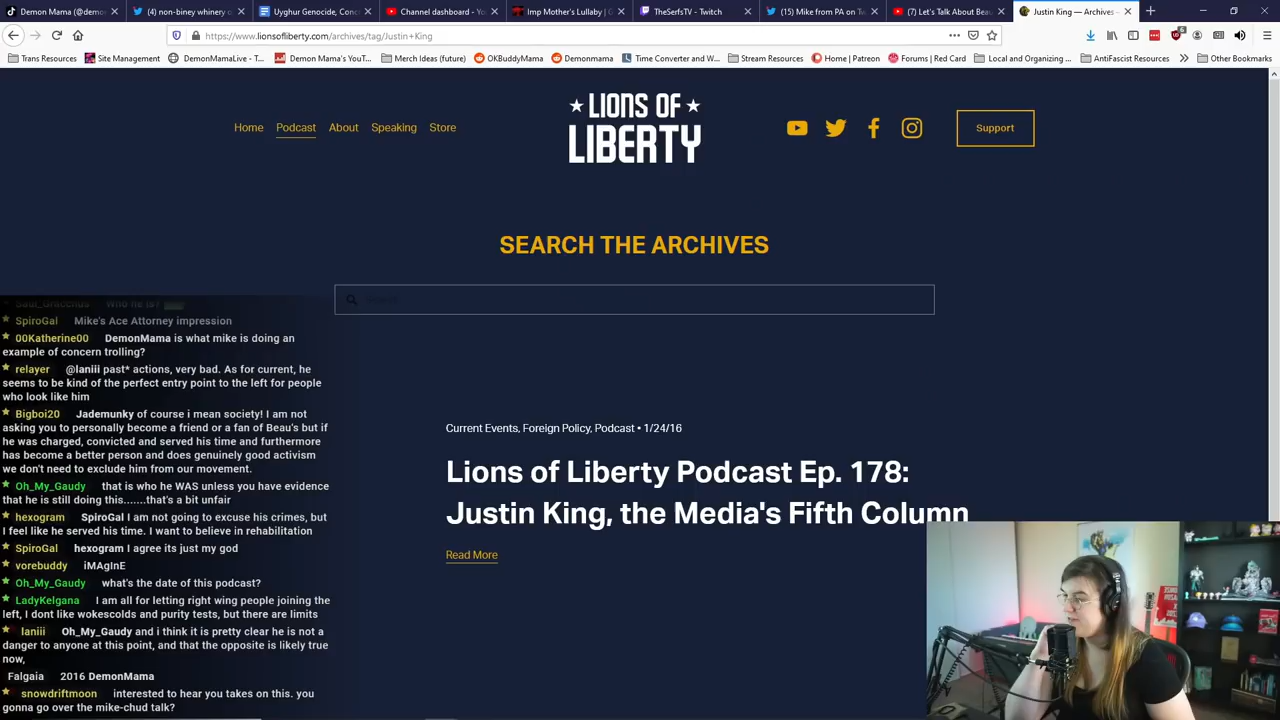 Demon Mama (@demo
(4) non-biney whinery o
Uyghur Genocide, Conc
Channel dashboard - Yo
Imp Mother's Lullaby | G
TheSerfsTV - Twitch
(15) Mike from PA on Tw
(7) Let's Talk About Beau
Justin King — Archives –
https://www.lionsofliberty.com/archives/tag/Justin+King
Trans Resources
Site Management
DemonMamaLive - T...
Demon Mama's YouT...
Merch Ideas (future)
OKBuddyMama
Demonmama
Time Converter and W...
Stream Resources
Home | Patreon
Forums | Red Card
Local and Organizing ...
AntiFascist Resources
Other Bookmarks
Home
Podcast
About
Speaking
Store
LIONS OF
LIBERTY
Support
SEARCH THE ARCHIVES
Search
Current Events, Foreign Policy, Podcast • 1/24/16
Lions of Liberty Podcast Ep. 178:
Justin King, the Media's Fifth Column
Read More
Who he is?
SpiroGal Mike's Ace Attorney impression
00Katherine00 DemonMama is what mike is doing an
example of concern trolling?
relayer @laniii past* actions, very bad. As for current, he
seems to be kind of the perfect entry point to the left for people
who look like him
Bigboi20 Jademunky of course i mean society! I am not
asking you to personally become a friend or a fan of Beau's but if
he was charged, convicted and served his time and furthermore
has become a better person and does genuinely good activism
we don't need to exclude him from our movement.
Oh_My_Gaudy that is who he WAS unless you have evidence
that he is still doing this.......that's a bit unfair
hexogram SpiroGal I am not going to excuse his crimes, but
I feel like he served his time. I want to believe in rehabilitation
SpiroGal hexogram I agree its just my god
vorebuddy iMAgInE
Oh_My_Gaudy what's the date of this podcast?
LadyKelgana I am all for letting right wing people joining the
left, I dont like wokescolds and purity tests, but there are limits
laniii Oh_My_Gaudy and i think it is pretty clear he is not a
danger to anyone at this point, and that the opposite is likely true
now,
Falgaia 2016 DemonMama
snowdriftmoon interested to hear you takes on this. you
gonna go over the mike-chud talk?